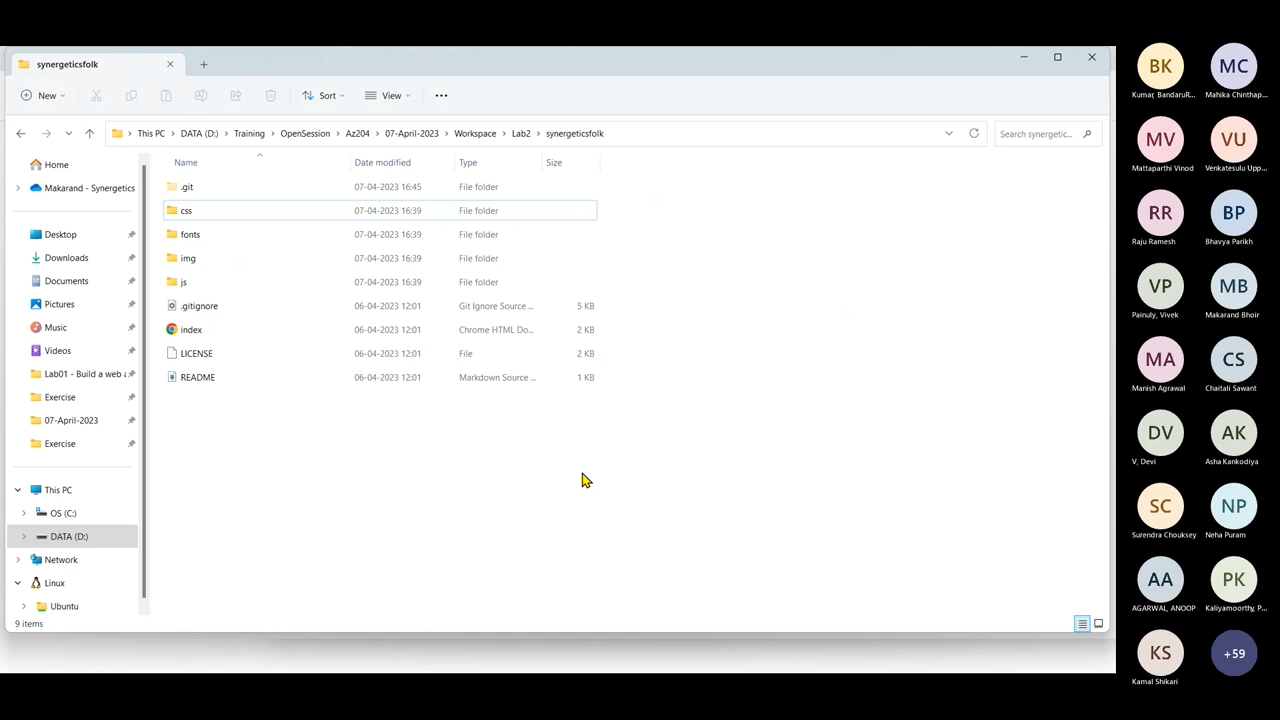 synergeticsfolk
New
Sort
View
This PC > DATA (D:) > Training > OpenSession > Az204 > 07-April-2023 > Workspace > Lab2 > synergeticsfolk
Search synergetic...
Home
Makarand - Synergetics
Desktop
Downloads
Documents
Pictures
Music
Videos
Lab01 - Build a web a
Exercise
07-April-2023
Exercise
This PC
OS (C:)
DATA (D:)
Network
Linux
Ubuntu
9 items
Name Date modified Type Size
.git 07-04-2023 16:45 File folder
css 07-04-2023 16:39 File folder
fonts 07-04-2023 16:39 File folder
img 07-04-2023 16:39 File folder
js 07-04-2023 16:39 File folder
.gitignore 06-04-2023 12:01 Git Ignore Source ... 5 KB
index 06-04-2023 12:01 Chrome HTML Do... 2 KB
LICENSE 06-04-2023 12:01 File 2 KB
README 06-04-2023 12:01 Markdown Source ... 1 KB
BK MC
Kumar, BandaruR... Mahika Chinthap...
MV VU
Mattaparthi Vinod Venkatesulu Upp...
RR BP
Raju Ramesh Bhavya Parikh
VP MB
Painuly, Vivek Makarand Bhoir
MA CS
Manish Agrawal Chaitali Sawant
DV AK
V, Devi Asha Kankodiya
SC NP
Surendra Chouksey Neha Puram
AA PK
AGARWAL, ANOOP Kaliyamoorthy, P...
KS +59
Kamal Shikari